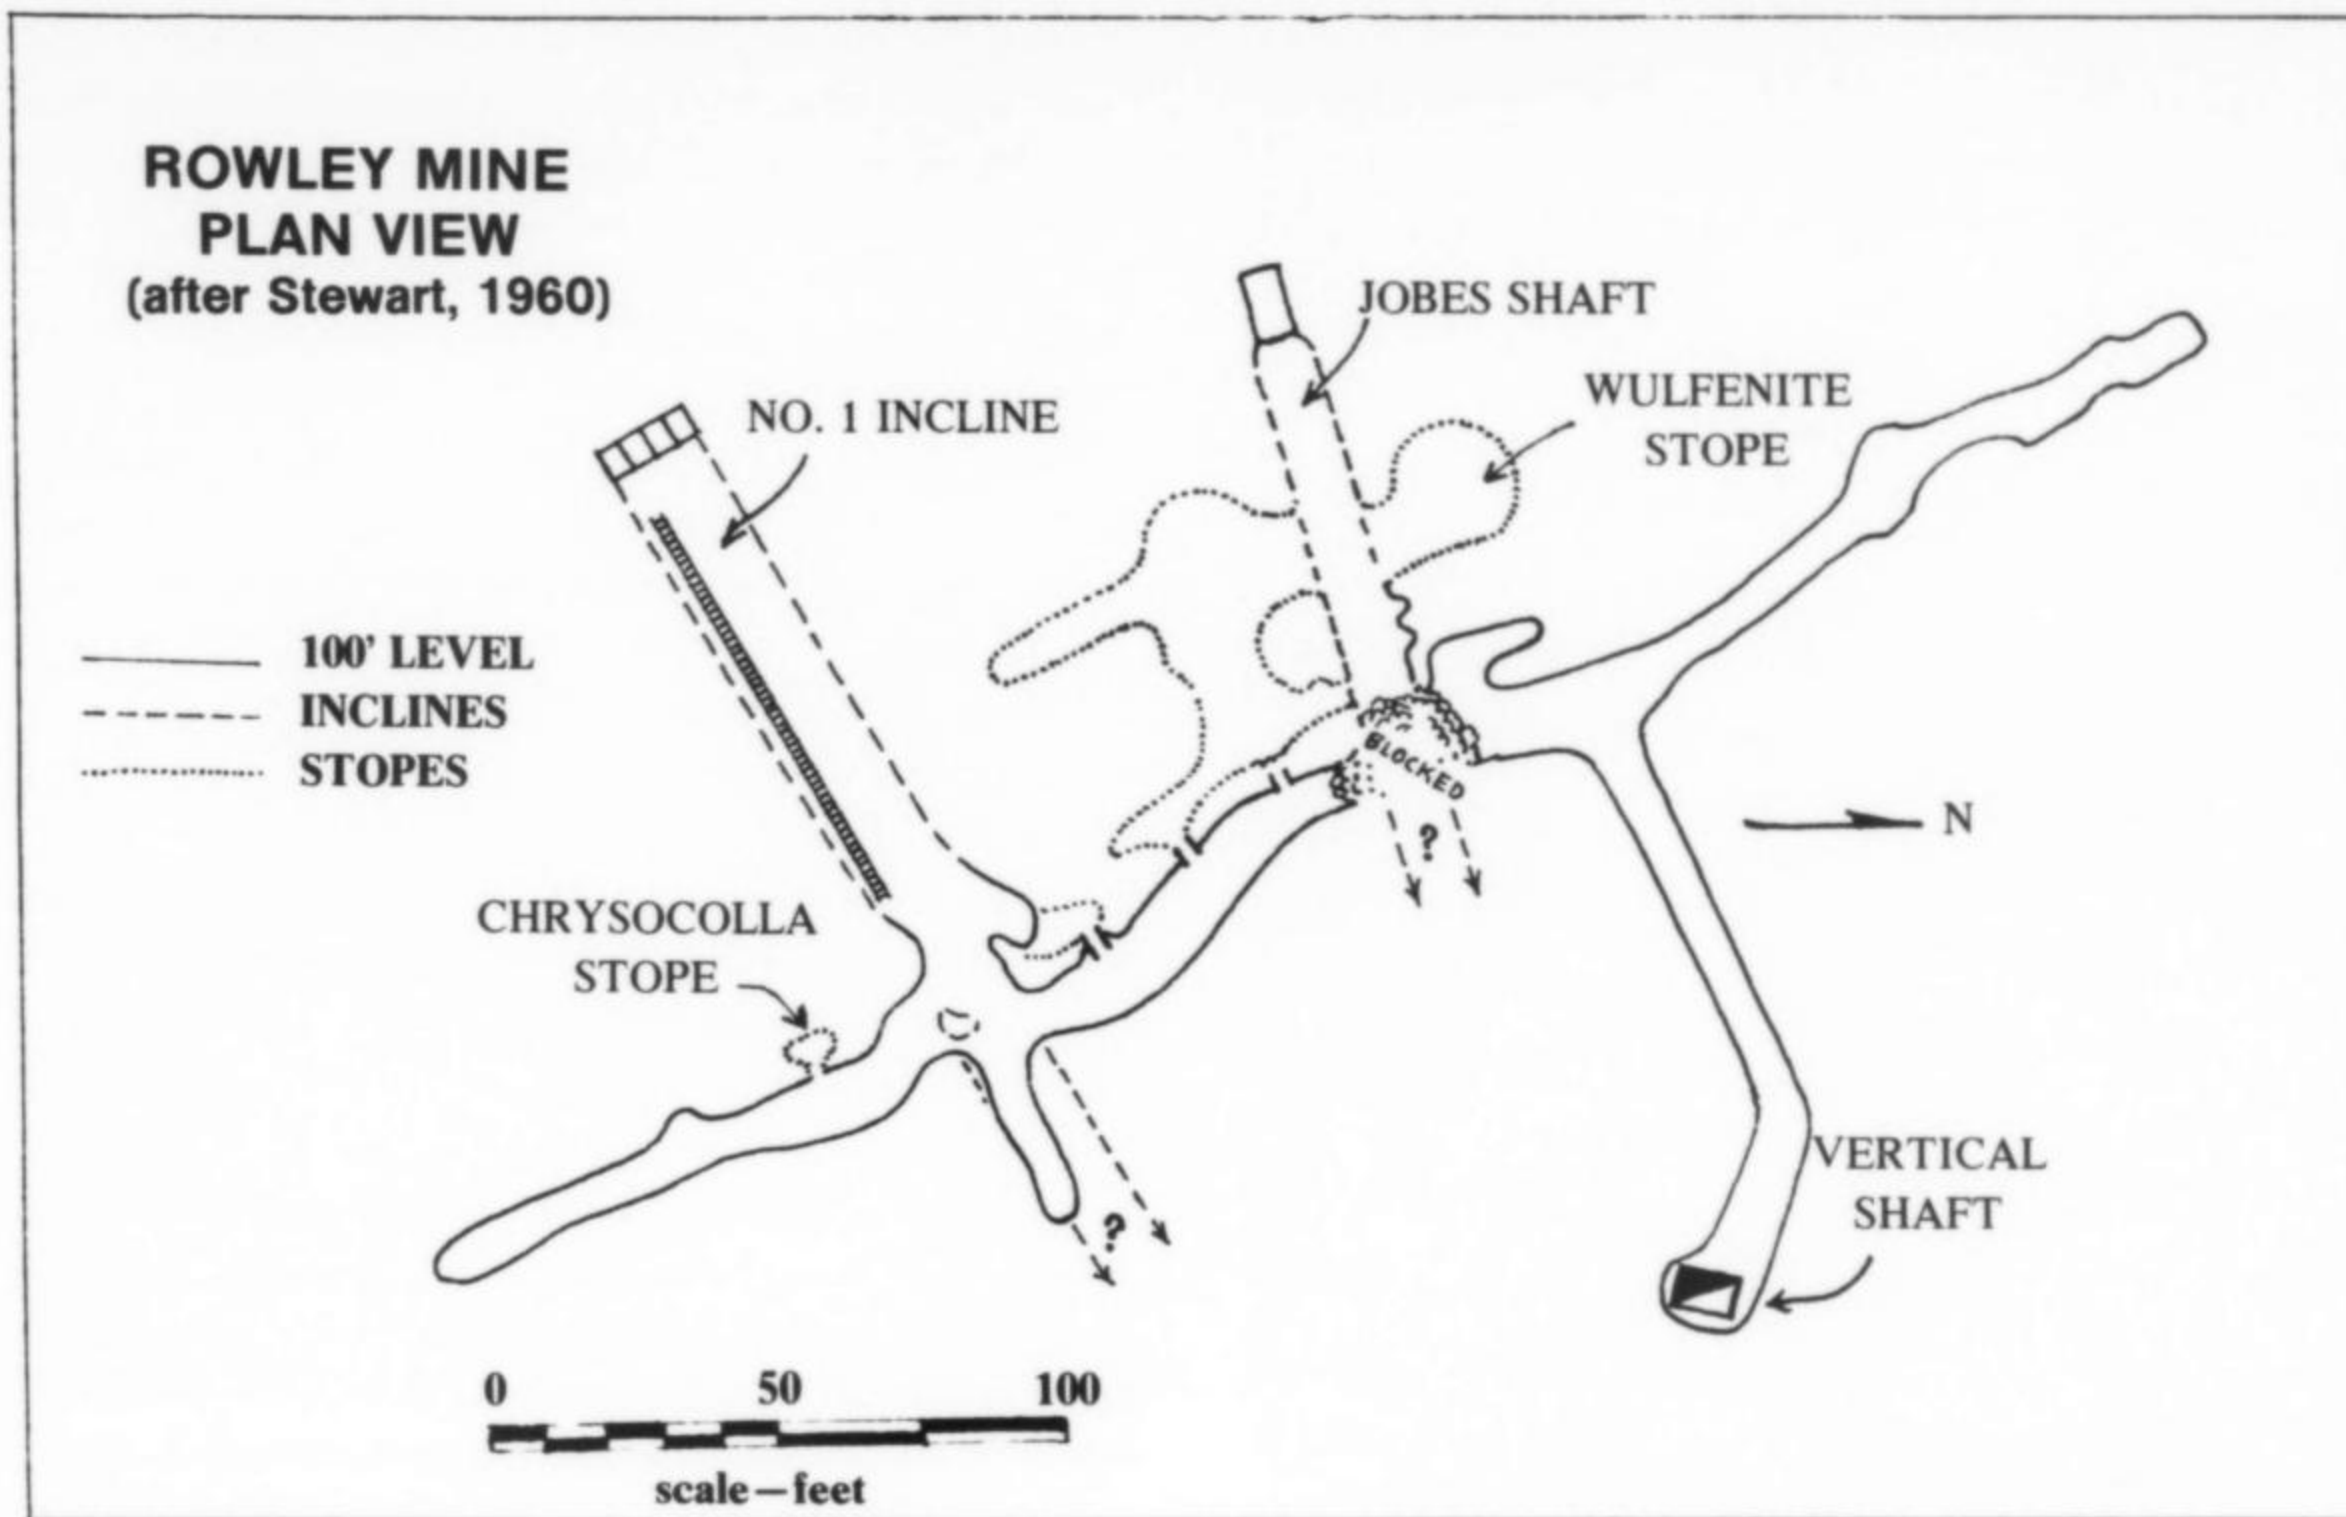 ROWLEY MINE
PLAN VIEW
(after Stewart, 1960)
JOBES SHAFT
WULFENITE
STOPE
NO. 1 INCLINE
100' LEVEL
INCLINES
STOPES
BLOCKED
?
N
CHRYSOCOLLA
STOPE
VERTICAL
SHAFT
?
0 50 100
scale—feet